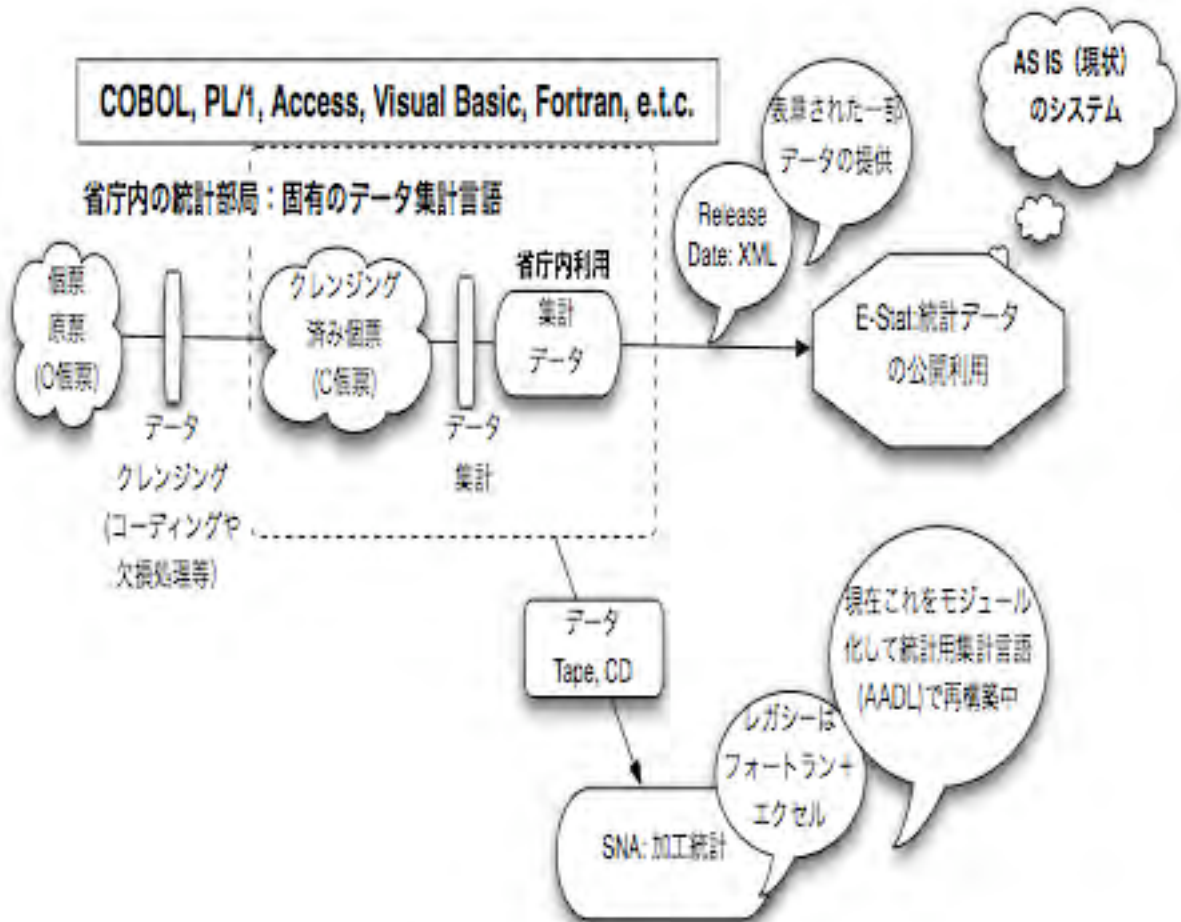 COBOL, PL/1, Access, Visual Basic, Fortran, e.t.c.
AS IS（現状）
のシステム
表章された一部
データの提供
Release
Date: XML
省庁内の統計部局：固有のデータ集計言語
個票
原票
(O個票)
クレンジング
済み個票
(C個票)
省庁内利用
集計
データ
E-Stat:統計データ
の公開利用
データ
クレンジング
(コーディングや
欠損処理等)
データ
集計
データ
Tape, CD
現在これをモジュール
化して統計用集計言語
(AADL)で再構築中
レガシーは
フォートラン＋
エクセル
SNA: 加工統計